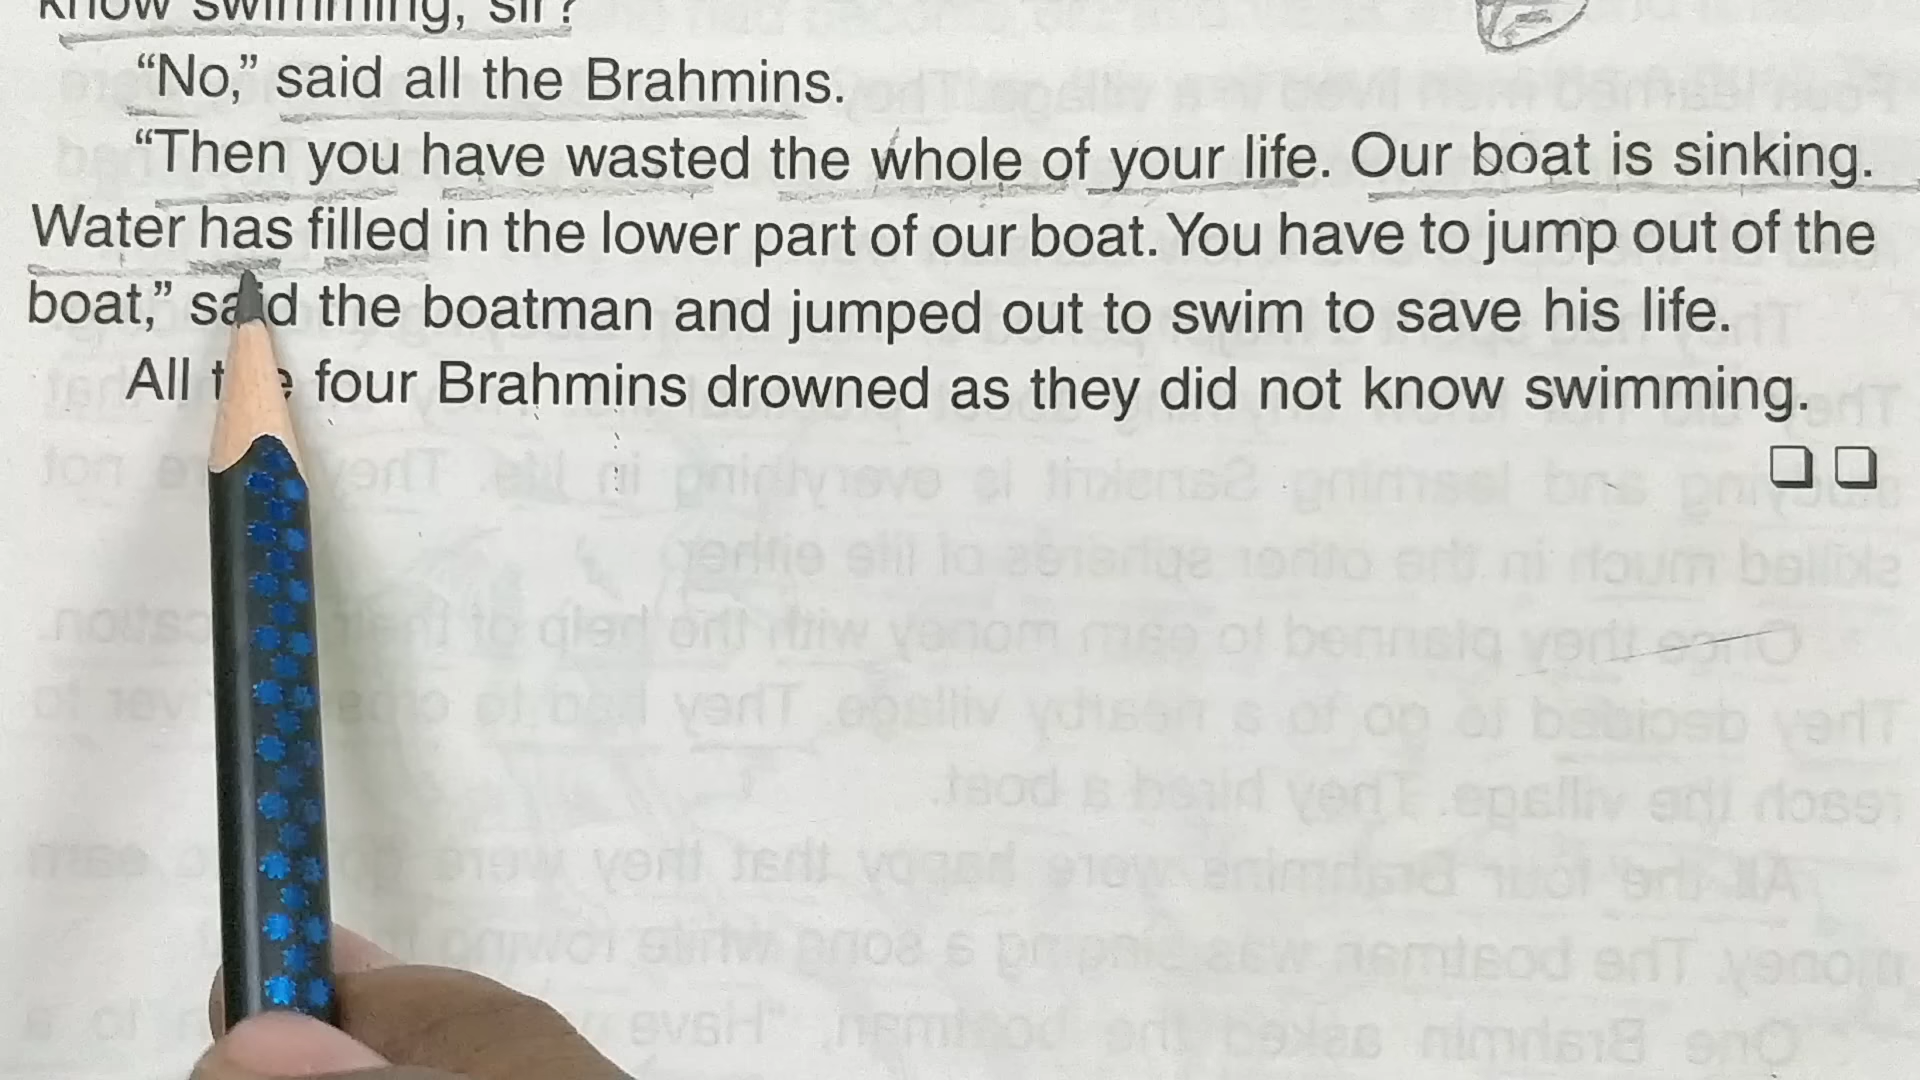 know swimming, sir?
“No,” said all the Brahmins.
“Then you have wasted the whole of your life. Our boat is sinking.
Water has filled in the lower part of our boat. You have to jump out of the
boat,” said the boatman and jumped out to swim to save his life.
All the four Brahmins drowned as they did not know swimming.